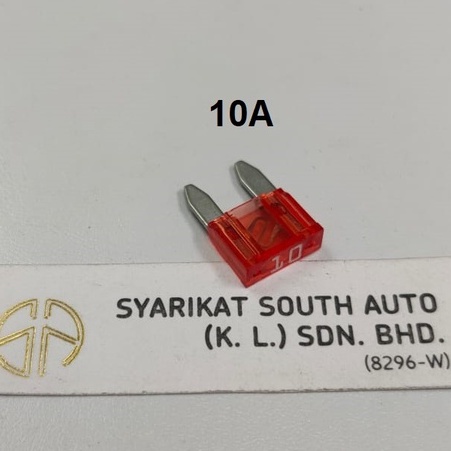 10A
10
SYARIKAT SOUTH AUTO
(K. L.) SDN. BHD.
(8296-W)